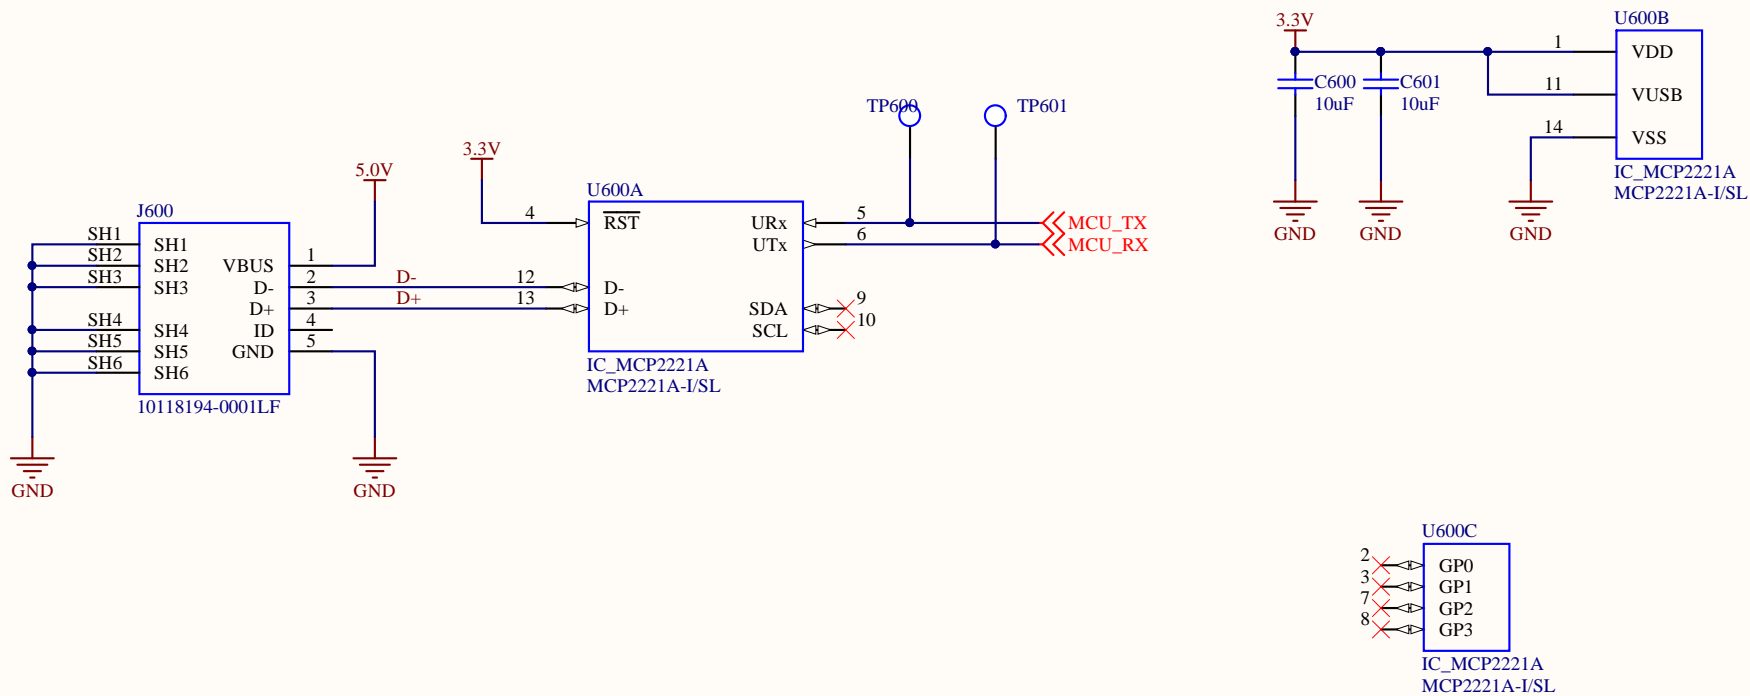 J600
SH1
SH2
SH3
SH4
SH5
SH6
SH1
SH2
SH3
SH4
SH5
SH6
VBUS
D-
D+
ID
GND
1
2
3
4
5
10118194-0001LF
GND
GND
5.0V
D-
D+
3.3V
U600A
4
12
13
RST
D-
D+
URx
UTx
SDA
SCL
5
6
9
10
IC_MCP2221A
MCP2221A-I/SL
TP600
TP601
MCU_TX
MCU_RX
3.3V
C600
10uF
C601
10uF
GND
GND
GND
U600B
1
11
14
VDD
VUSB
VSS
IC_MCP2221A
MCP2221A-I/SL
U600C
2
3
7
8
GP0
GP1
GP2
GP3
IC_MCP2221A
MCP2221A-I/SL